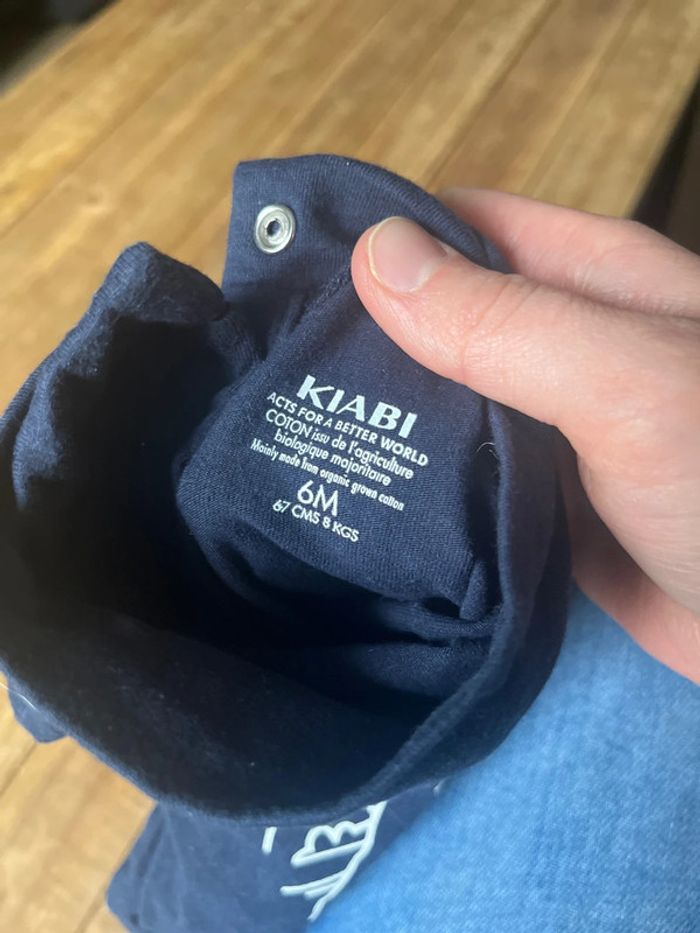 KIABI
ACTS FOR A BETTER WORLD
COTON issu de l'agriculture
biologique majoritaire
Mainly made from organic grown cotton
6M
67 CMS 8 KGS